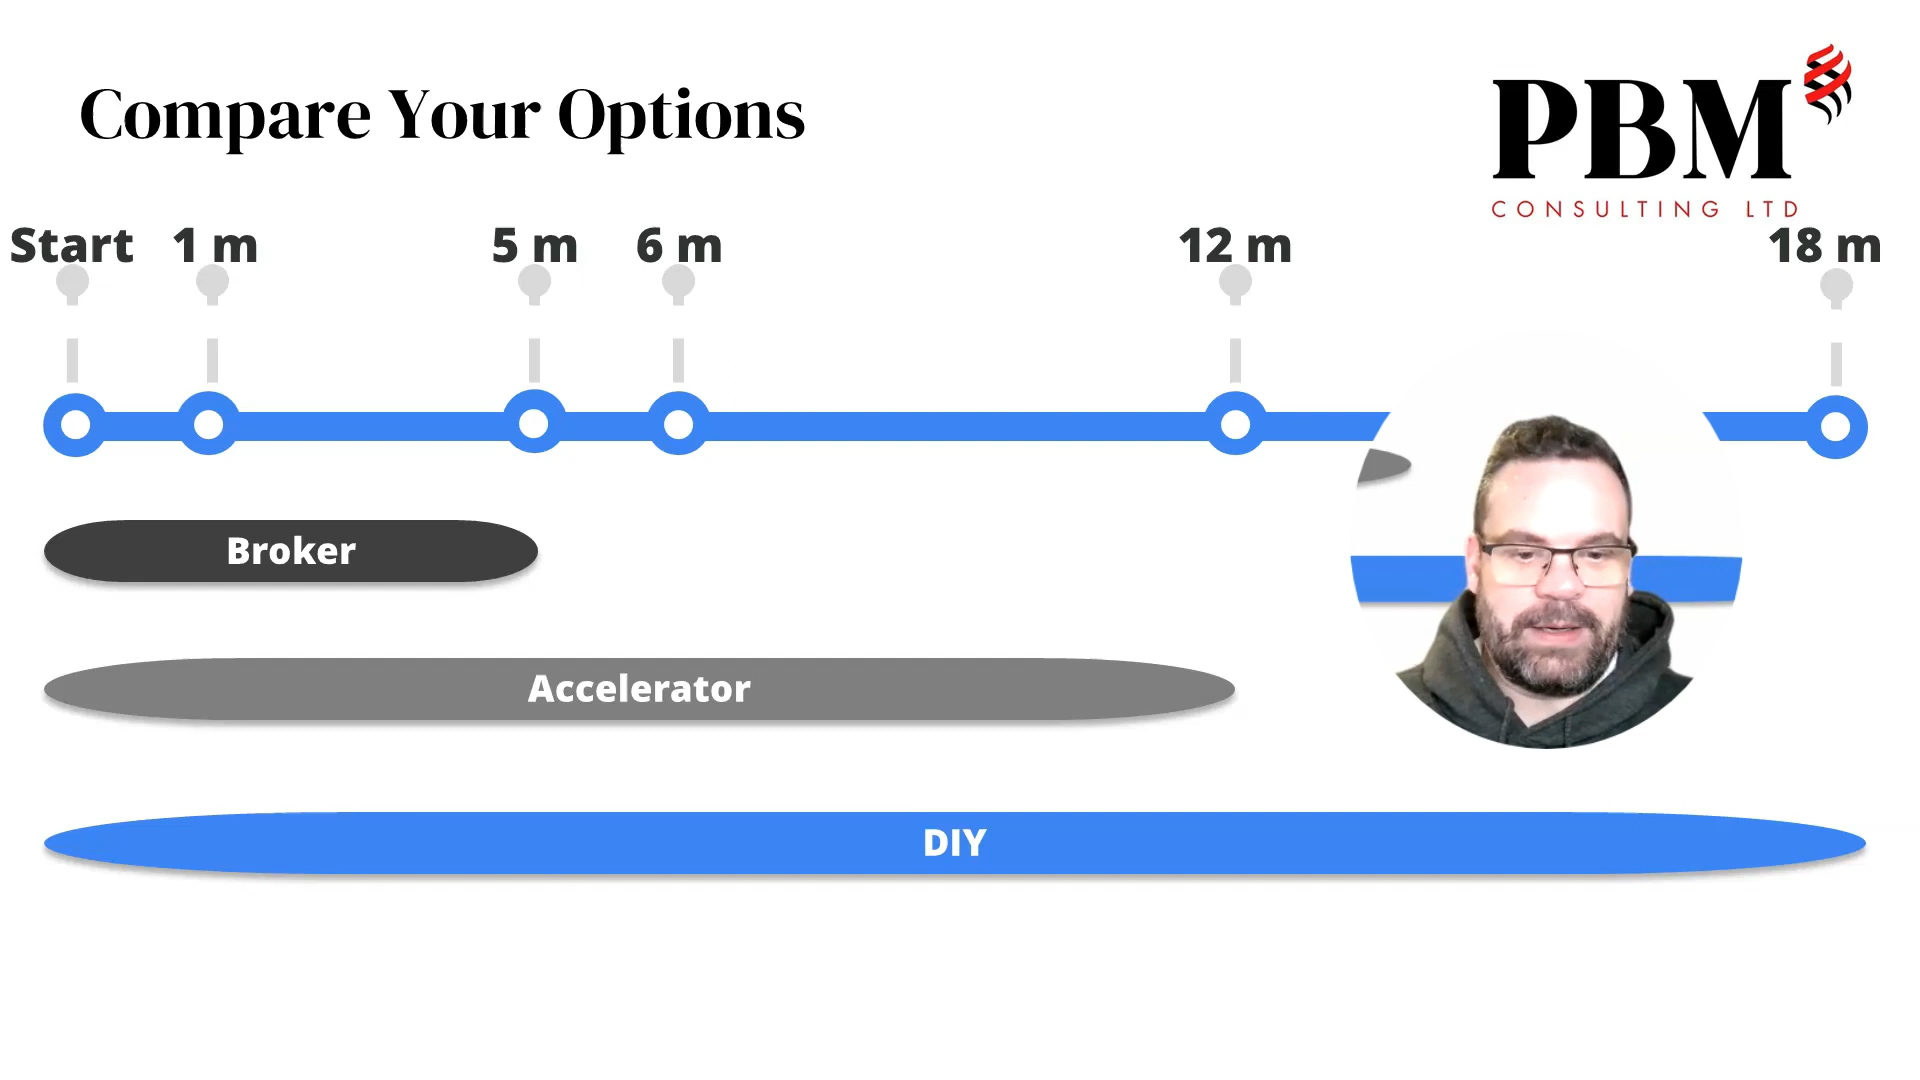 Compare Your Options
PBM
CONSULTING LTD
Start 1 m 5 m 6 m 12 m 18 m
Broker
Accelerator
DIY